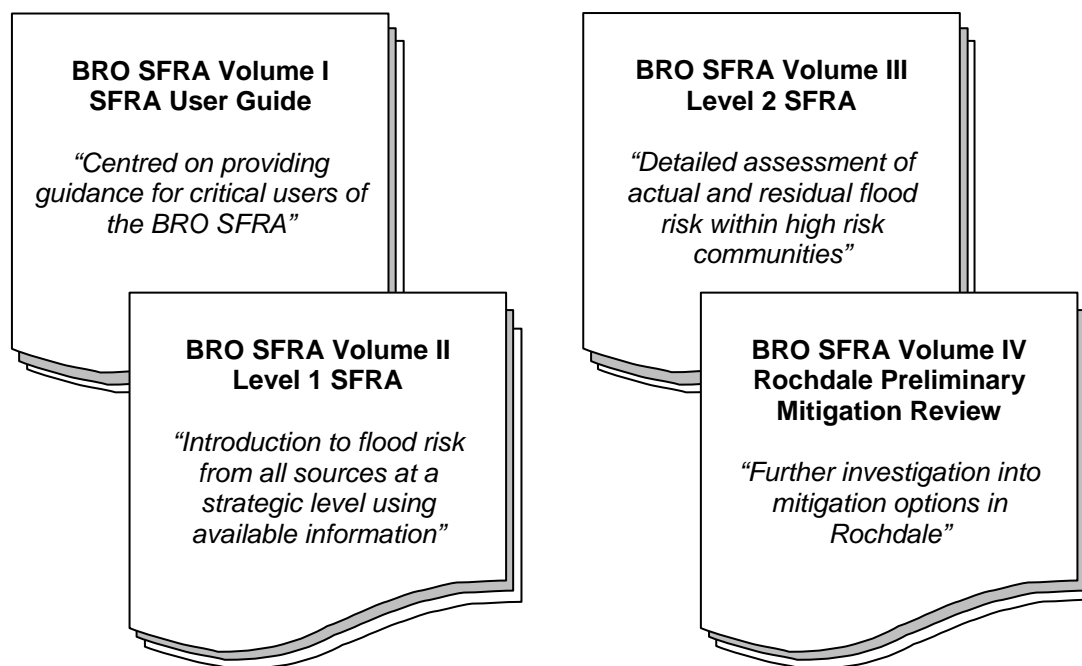 BRO SFRA Volume I
SFRA User Guide
“Centred on providing
guidance for critical users of
the BRO SFRA”
BRO SFRA Volume II
Level 1 SFRA
“Introduction to flood risk
from all sources at a
strategic level using
available information”
BRO SFRA Volume III
Level 2 SFRA
“Detailed assessment of
actual and residual flood
risk within high risk
communities”
BRO SFRA Volume IV
Rochdale Preliminary
Mitigation Review
“Further investigation into
mitigation options in
Rochdale”